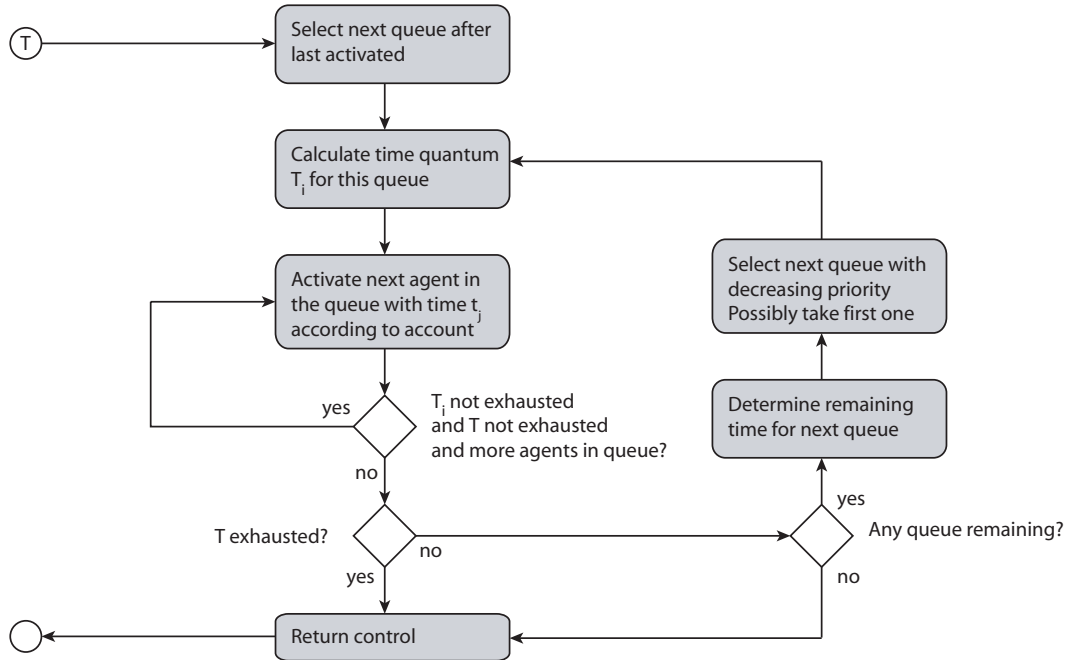 T
Select next queue after
last activated
Calculate time quantum
Ti for this queue
Activate next agent in
the queue with time tj
according to account
Select next queue with
decreasing priority
Possibly take first one
yes
Ti not exhausted
and T not exhausted
and more agents in queue?
no
Determine remaining
time for next queue
yes
T exhausted?
no
Any queue remaining?
yes
no
Return control